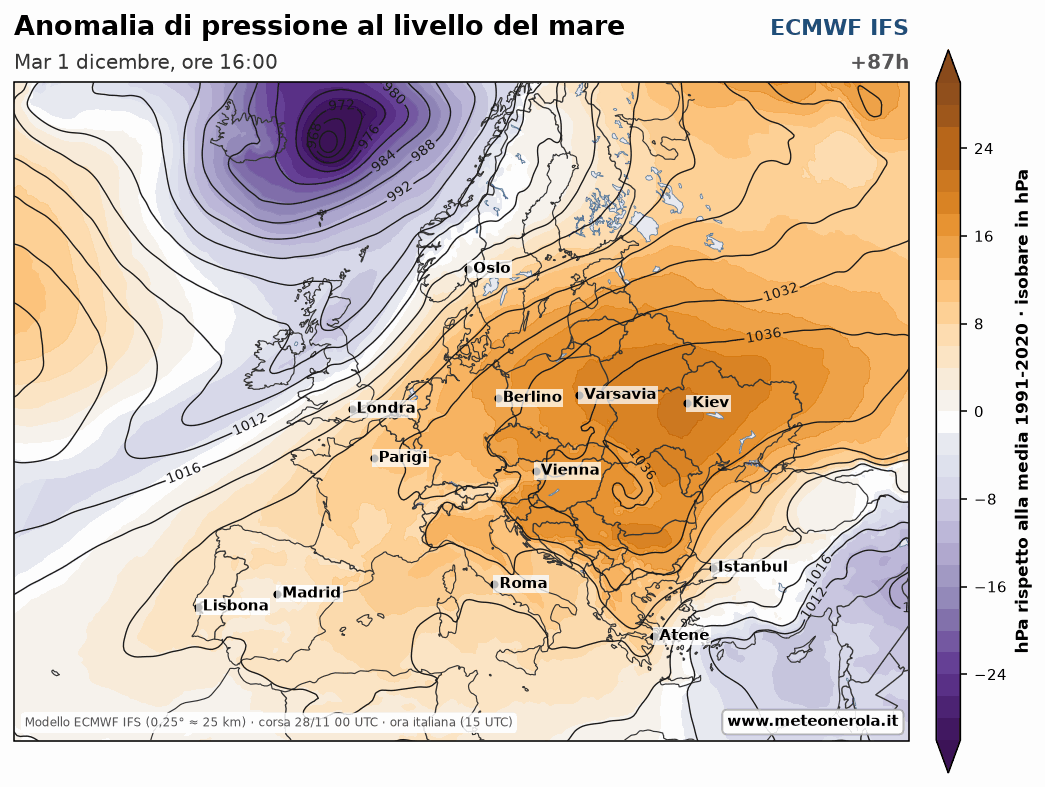 Anomalia di pressione al livello del mare
ECMWF IFS
Mar 1 dicembre, ore 16:00
+87h
972
980
968
976
984
988
992
1032
1036
1012
1016
1036
1016
1012
Oslo
Berlino
Varsavia
Kiev
Londra
Parigi
Vienna
Istanbul
Roma
Madrid
Lisbona
Atene
24
16
8
0
−8
−16
−24
hPa rispetto alla media 1991-2020 · isobare in hPa
Modello ECMWF IFS (0,25° ≈ 25 km) · corsa 28/11 00 UTC · ora italiana (15 UTC)
www.meteonerola.it